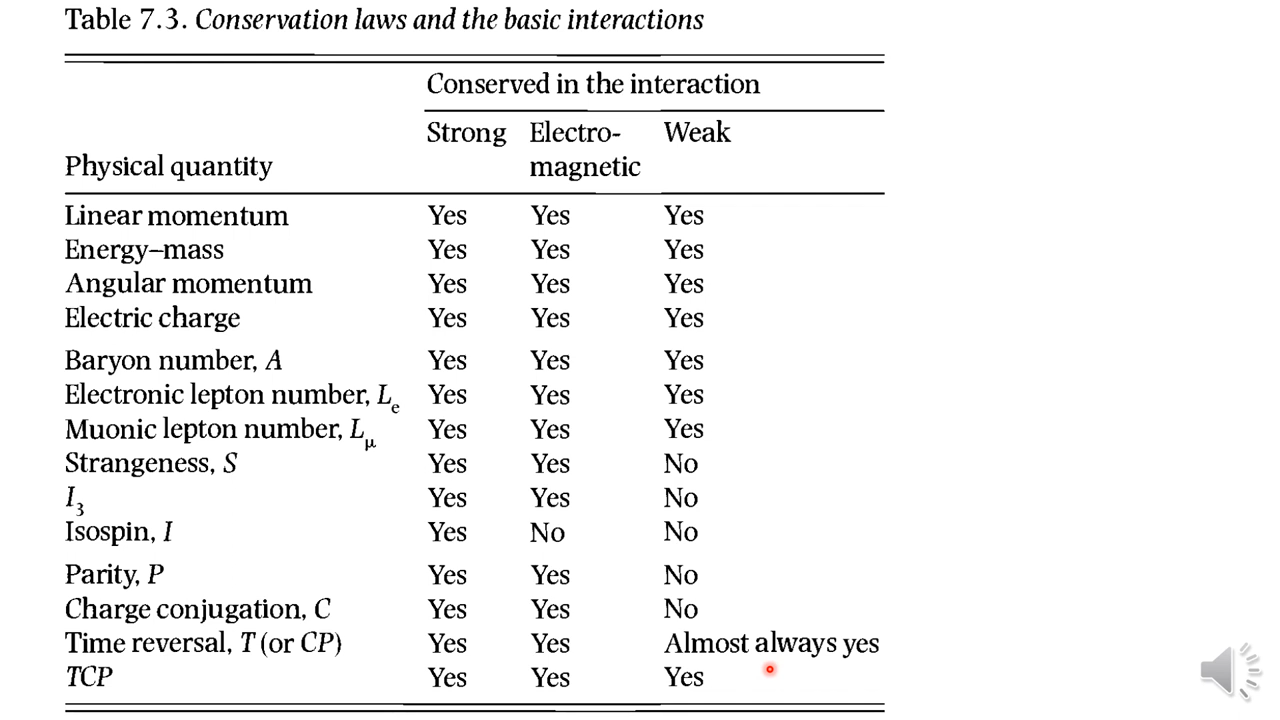 Table 7.3. Conservation laws and the basic interactions
Conserved in the interaction
Strong Electro- Weak
Physical quantity magnetic
Linear momentum Yes Yes Yes
Energy–mass Yes Yes Yes
Angular momentum Yes Yes Yes
Electric charge Yes Yes Yes
Baryon number, A Yes Yes Yes
Electronic lepton number, Le Yes Yes Yes
Muonic lepton number, Lμ Yes Yes Yes
Strangeness, S Yes Yes No
I3 Yes Yes No
Isospin, I Yes No No
Parity, P Yes Yes No
Charge conjugation, C Yes Yes No
Time reversal, T (or CP) Yes Yes Almost always yes
TCP Yes Yes Yes